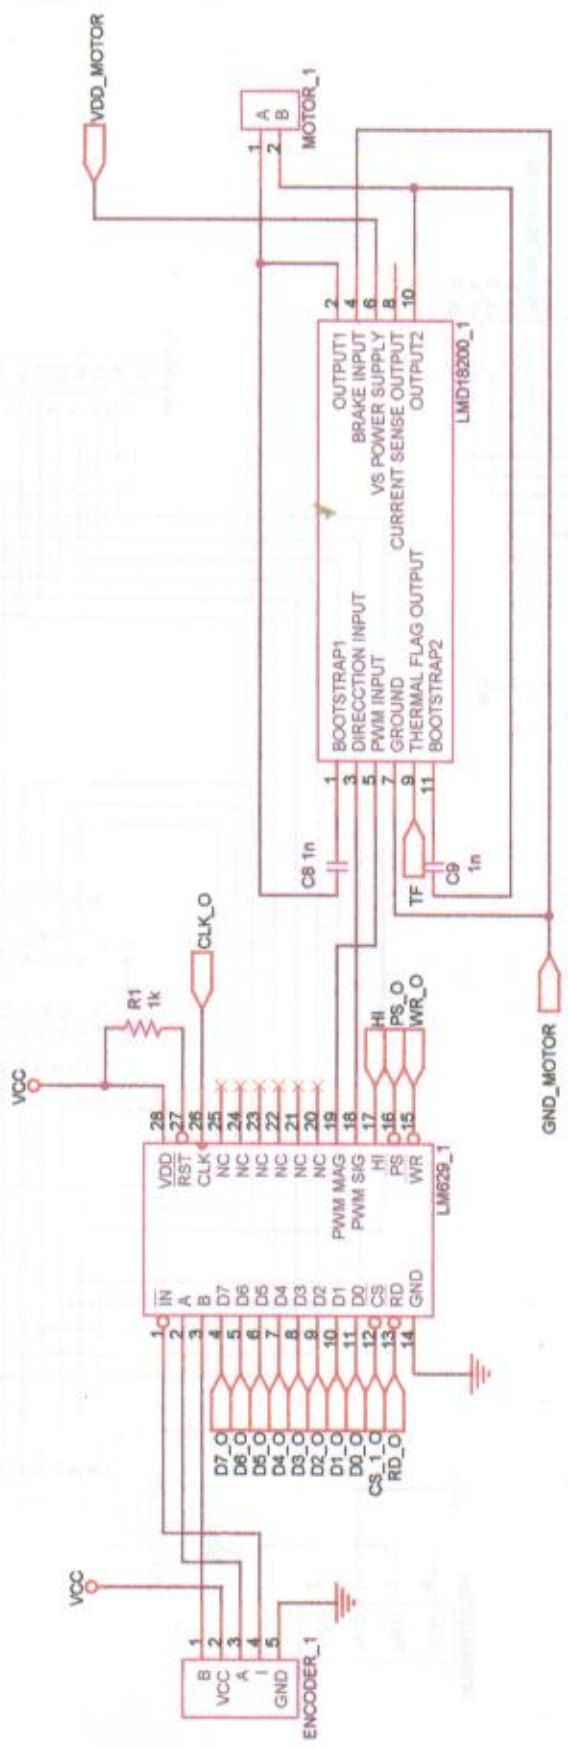 VCC
ENCODER_1
B
VCC
A
I
GND
1
2
3
4
5
VCC
R1
1k
CLK_O
LM629_1
IN
A
B
D7
D6
D5
D4
D3
D2
D1
D0
CS
RD
GND
1
2
3
4
5
6
7
8
9
10
11
12
13
14
D7_O
D6_O
D5_O
D4_O
D3_O
D2_O
D1_O
D0_O
CS_1_O
RD_O
VDD
RST
CLK
NC
NC
NC
NC
NC
NC
PWM MAG
PWM SIG
HI
PS
WR
28
27
26
25
24
23
22
21
20
19
18
17
16
15
HI
PS_O
WR_O
C8 1n
C9
1n
TF
GND_MOTOR
1
3
5
7
9
11
BOOTSTRAP1
DIRECCTION INPUT
PWM INPUT
GROUND
THERMAL FLAG OUTPUT
BOOTSTRAP2
OUTPUT1
BRAKE INPUT
VS POWER SUPPLY
CURRENT SENSE OUTPUT
OUTPUT2
2
4
6
8
10
LMD18200_1
VDD_MOTOR
1
2
A
B
MOTOR_1